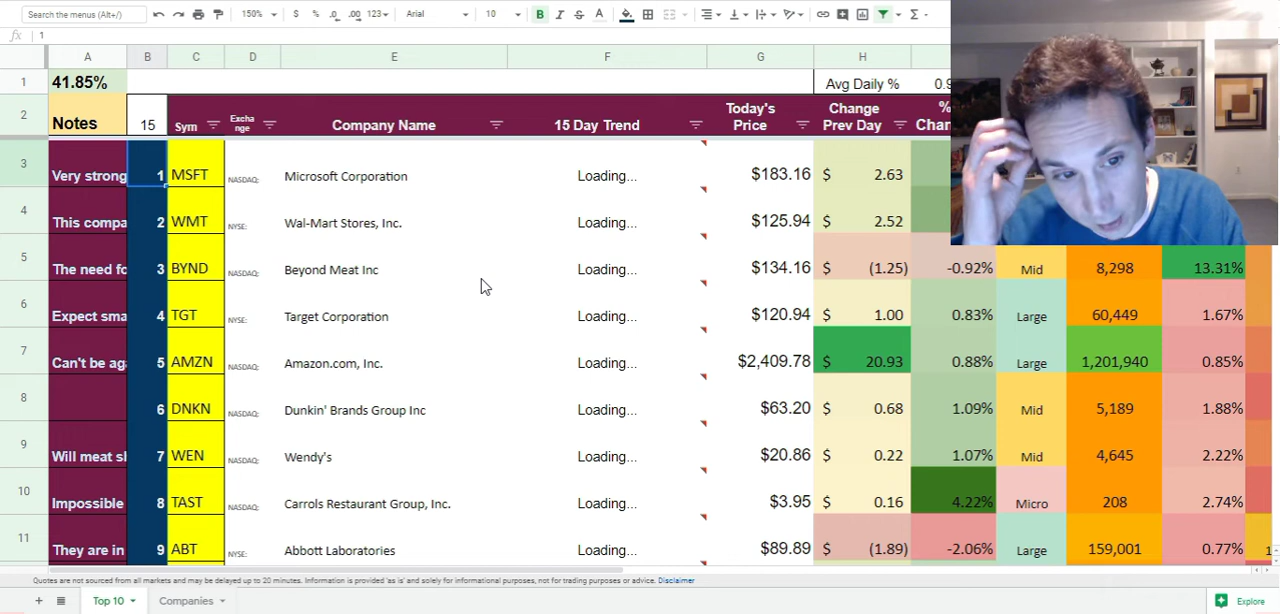 Search the menus (Alt+/) 150% $ % .0 .00 123 Arial 10 B I S A Σ
fx 1
A B C D E F G H
1 41.85% Avg Daily %
2 Notes 15 Sym Excha nge Company Name 15 Day Trend Today's Price Change Prev Day %
3 Very strong 1 MSFT NASDAQ: Microsoft Corporation Loading... $183.16 $ 2.63
4 This compa 2 WMT NYSE: Wal-Mart Stores, Inc. Loading... $125.94 $ 2.52
5 The need fo 3 BYND NASDAQ: Beyond Meat Inc Loading... $134.16 $ (1.25) -0.92% Mid 8,298 13.31%
6 Expect sma 4 TGT NYSE: Target Corporation Loading... $120.94 $ 1.00 0.83% Large 60,449 1.67%
7 Can't be ag 5 AMZN NASDAQ: Amazon.com, Inc. Loading... $2,409.78 $ 20.93 0.88% Large 1,201,940 0.85%
8 6 DNKN NASDAQ: Dunkin' Brands Group Inc Loading... $63.20 $ 0.68 1.09% Mid 5,189 1.88%
9 Will meat sl 7 WEN NASDAQ: Wendy's Loading... $20.86 $ 0.22 1.07% Mid 4,645 2.22%
10 Impossible 8 TAST NASDAQ: Carrols Restaurant Group, Inc. Loading... $3.95 $ 0.16 4.22% Micro 208 2.74%
11 They are in 9 ABT NYSE: Abbott Laboratories Loading... $89.89 $ (1.89) -2.06% Large 159,001 0.77% 1
Quotes are not sourced from all markets and may be delayed up to 20 minutes. Information is provided 'as is' and solely for informational purposes, not for trading purposes or advice. Disclaimer
+ Top 10 Companies Explore